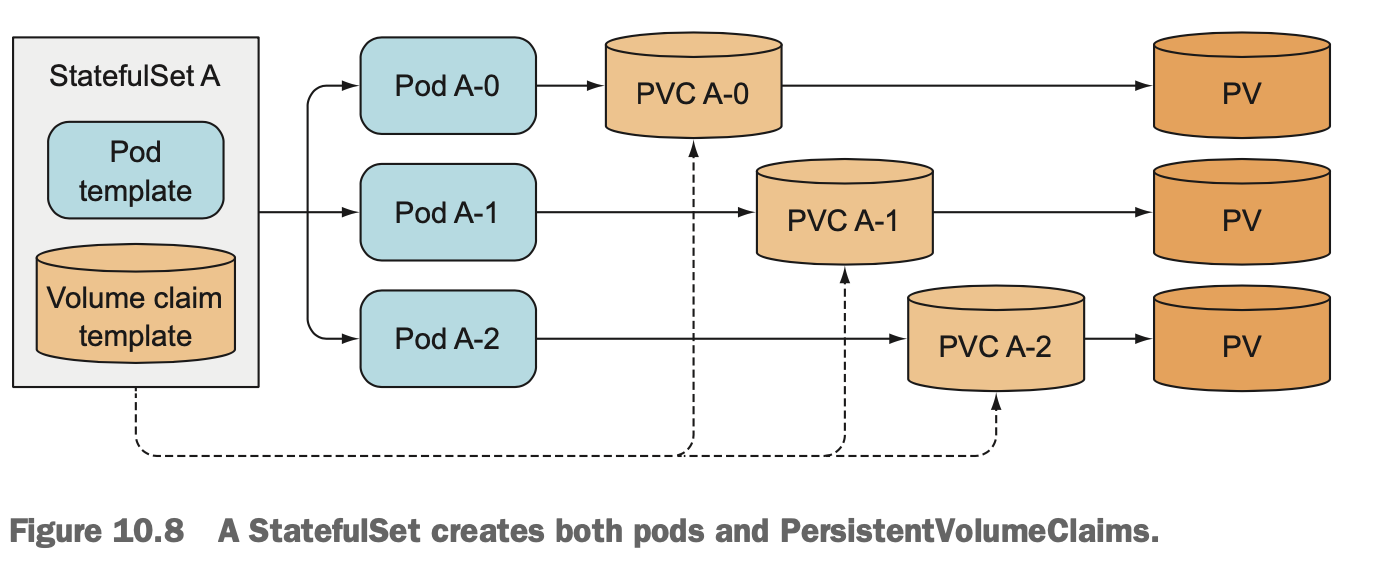 StatefulSet A
Pod
template
Volume claim
template
Pod A-0
PVC A-0
PV
Pod A-1
PVC A-1
PV
Pod A-2
PVC A-2
PV
Figure 10.8 A StatefulSet creates both pods and PersistentVolumeClaims.